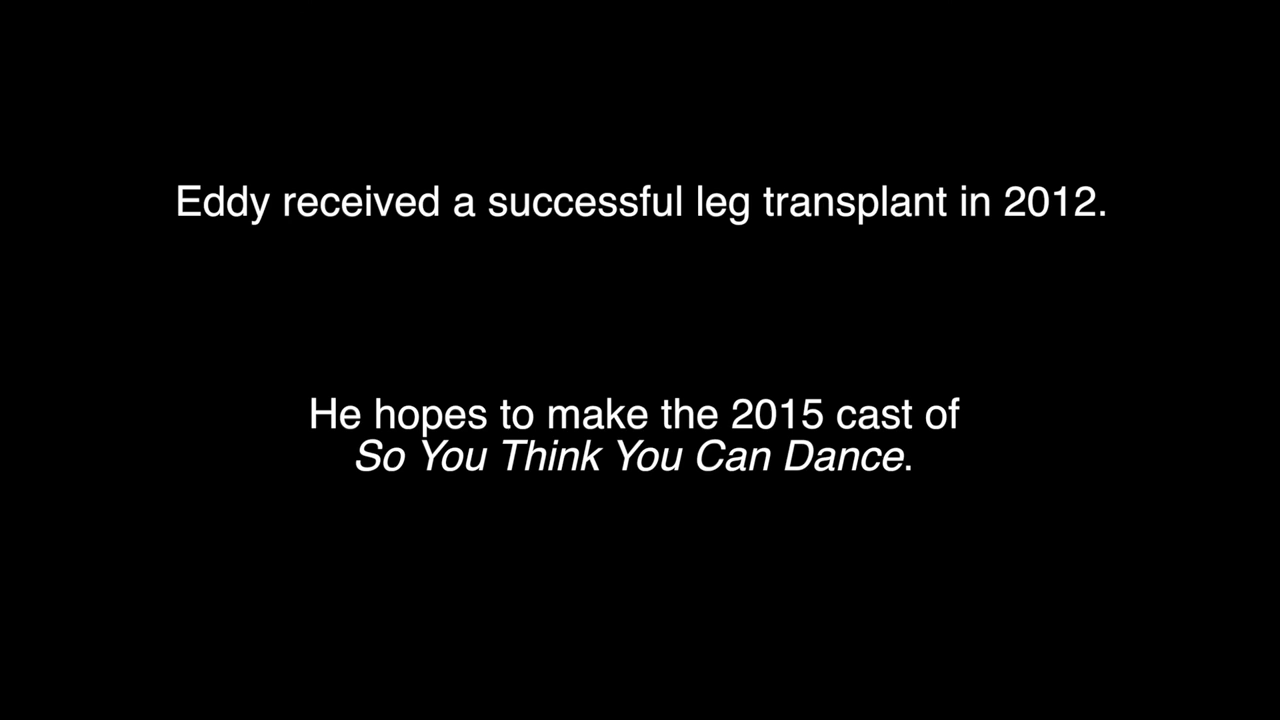 Eddy received a successful leg transplant in 2012.
He hopes to make the 2015 cast of
So You Think You Can Dance.